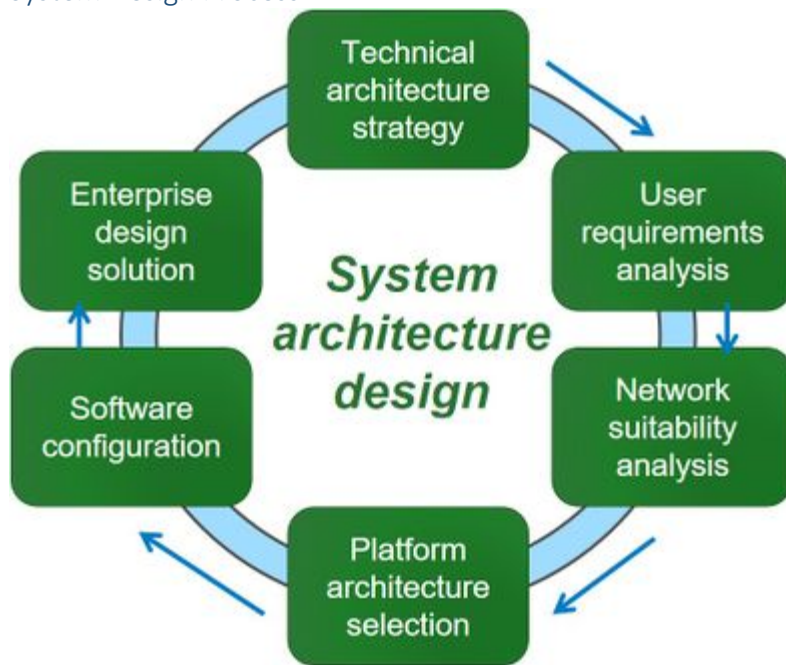 Technical
architecture
strategy
User
requirements
analysis
Network
suitability
analysis
Platform
architecture
selection
Software
configuration
Enterprise
design
solution
System
architecture
design